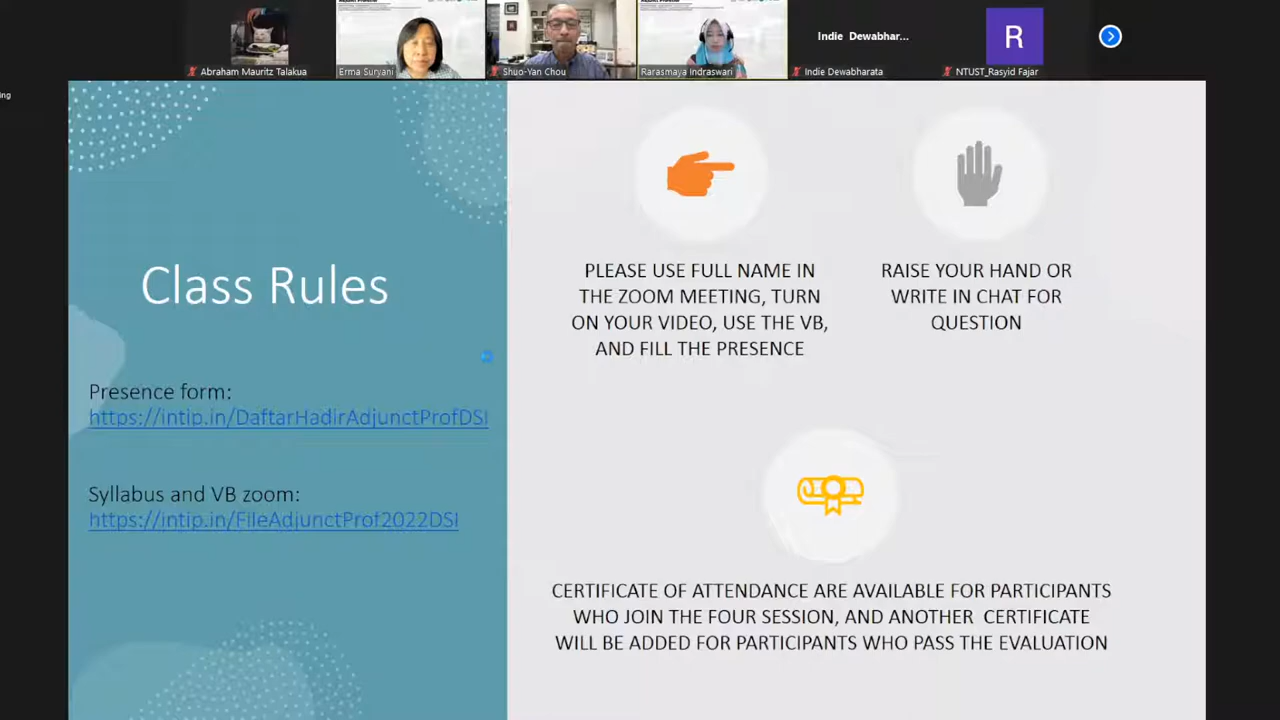 Abraham Mauritz Talakua
Erma Suryani
Shuo-Yan Chou
Rarasmaya Indraswari
Indie Dewabhar...
Indie Dewabharata
R
NTUST_Rasyid Fajar
ing
Class Rules
Presence form:
https://intip.in/DaftarHadirAdjunctProfDSI
Syllabus and VB zoom:
https://intip.in/FileAdjunctProf2022DSI
PLEASE USE FULL NAME IN
THE ZOOM MEETING, TURN
ON YOUR VIDEO, USE THE VB,
AND FILL THE PRESENCE
RAISE YOUR HAND OR
WRITE IN CHAT FOR
QUESTION
CERTIFICATE OF ATTENDANCE ARE AVAILABLE FOR PARTICIPANTS
WHO JOIN THE FOUR SESSION, AND ANOTHER CERTIFICATE
WILL BE ADDED FOR PARTICIPANTS WHO PASS THE EVALUATION